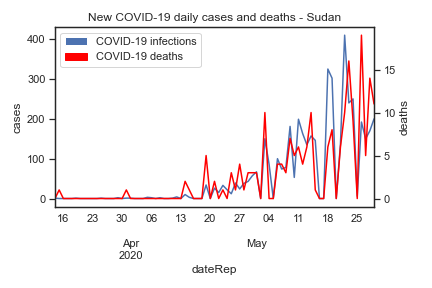 New COVID-19 daily cases and deaths - Sudan
COVID-19 infections
COVID-19 deaths
400
300
200
100
0
cases
15
10
5
0
deaths
16 23 30 06 13 20 27 04 11 18 25
Apr May
2020
dateRep